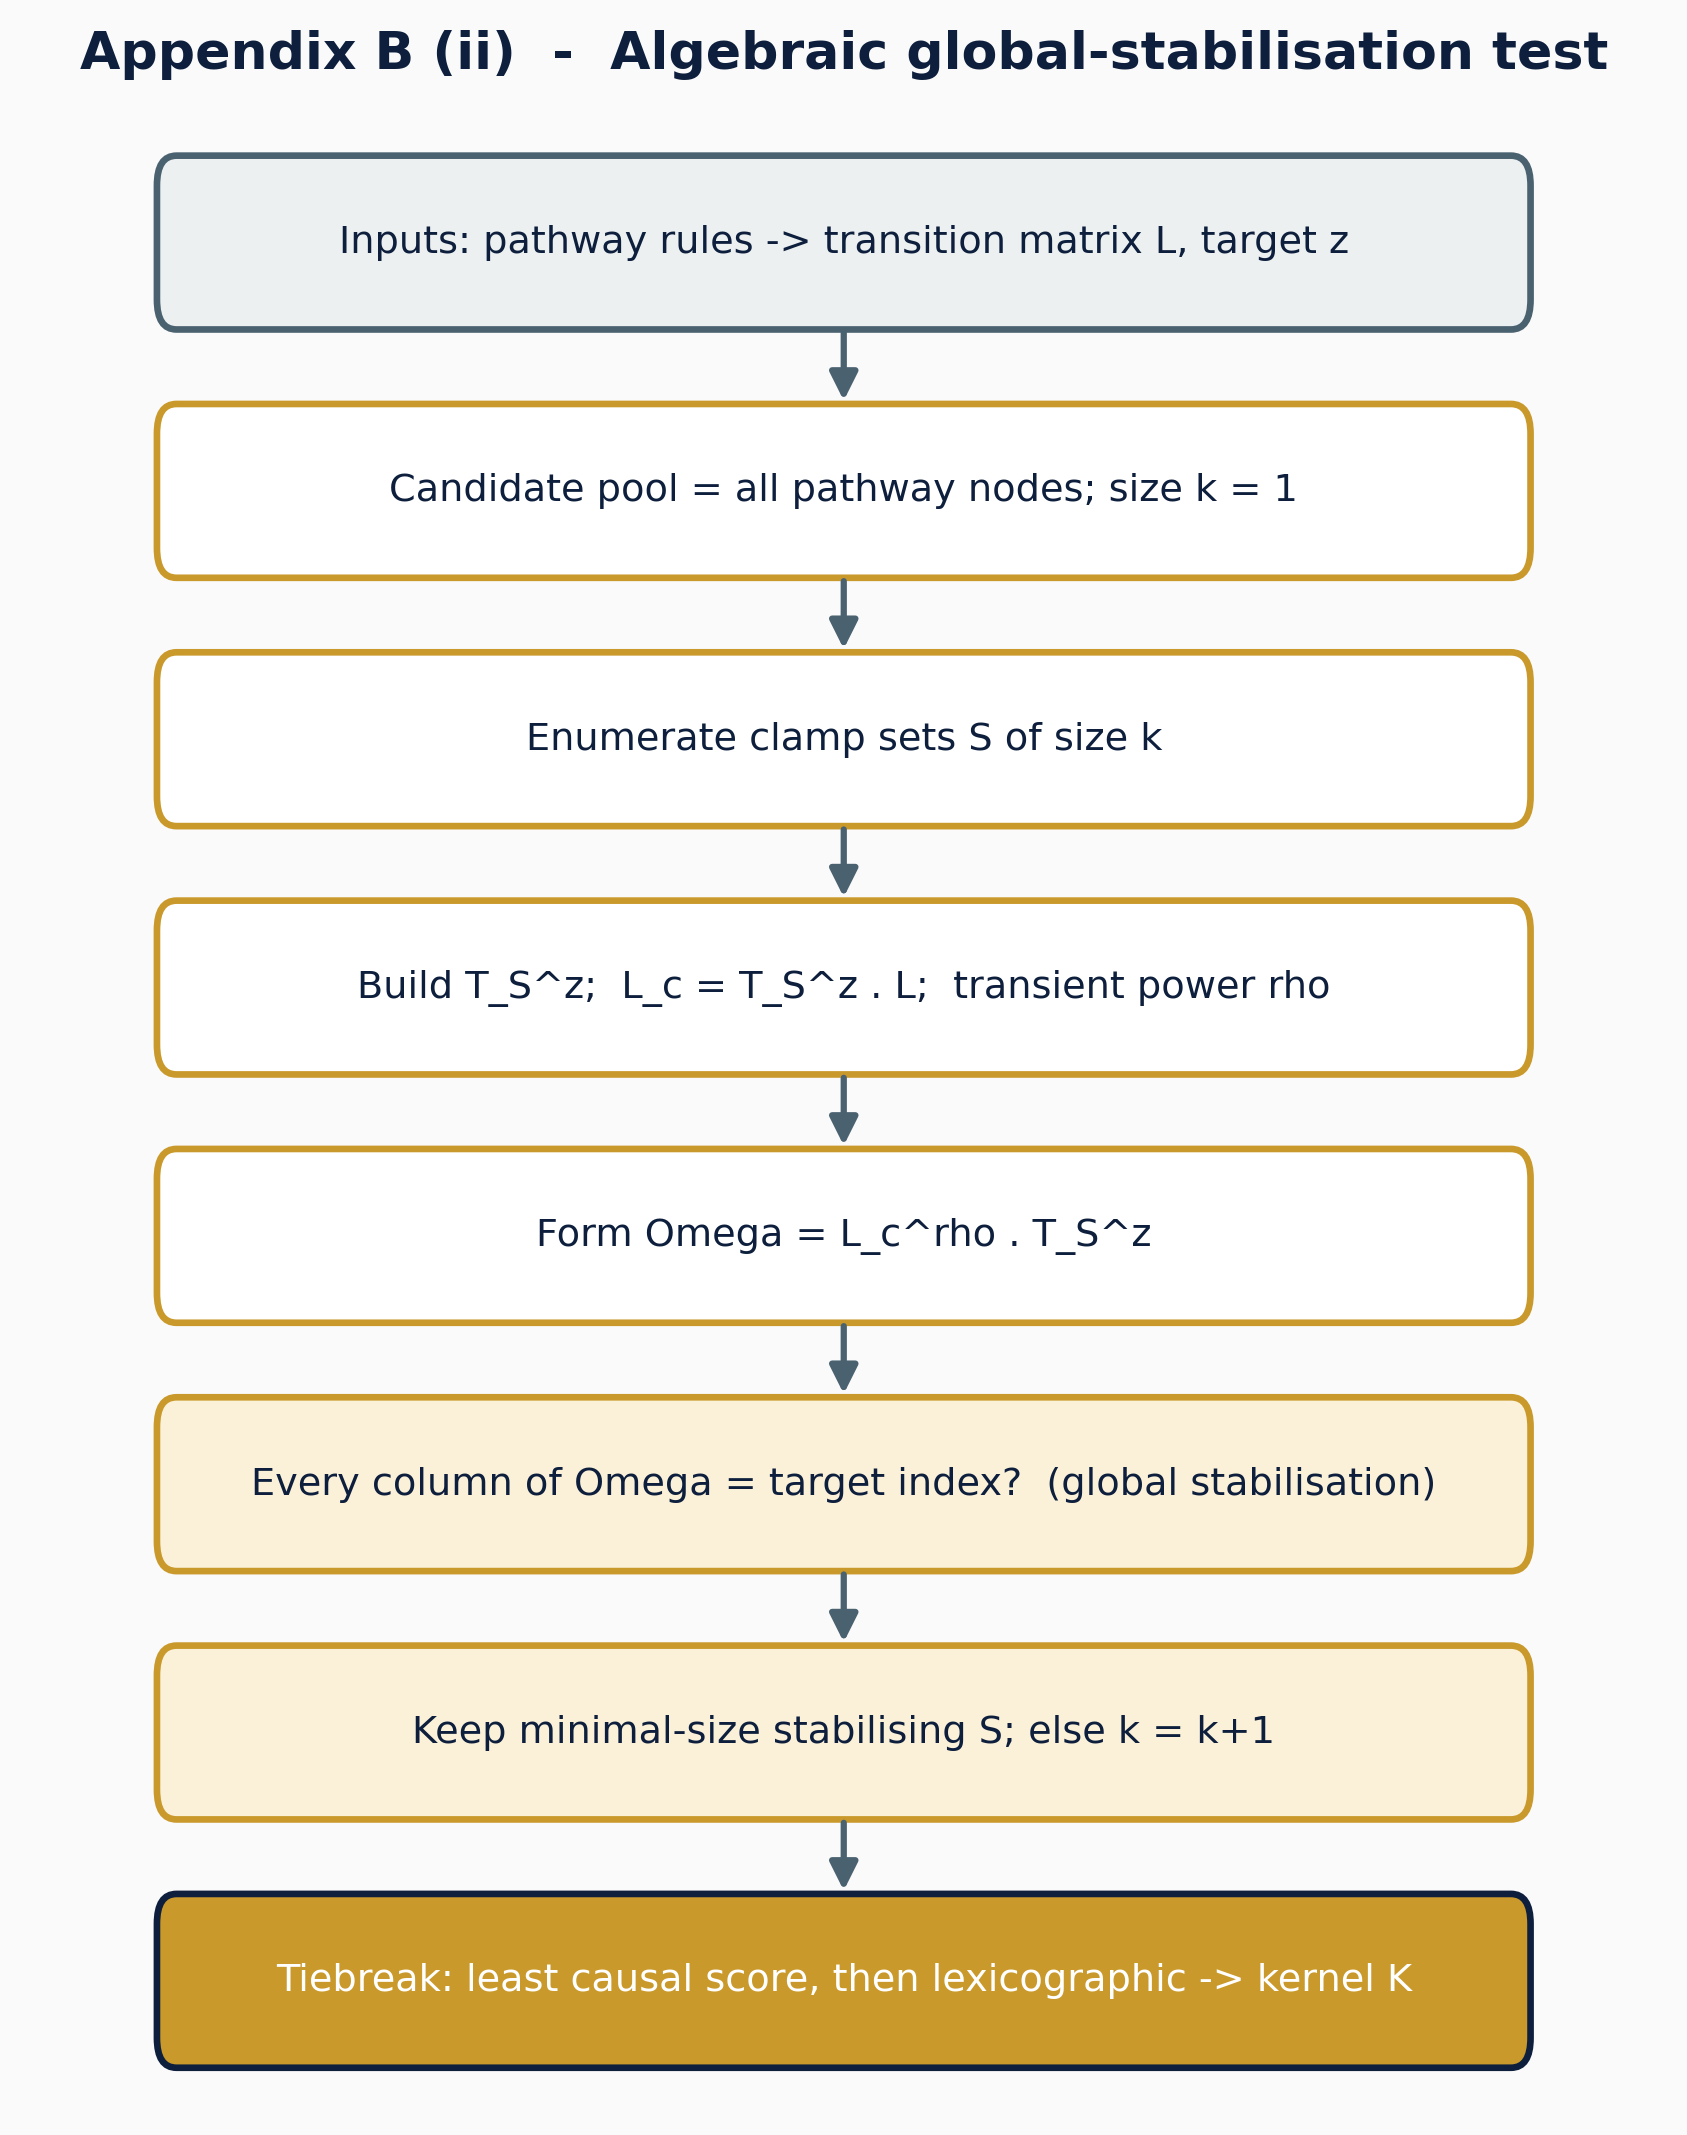 Appendix B (ii)  -  Algebraic global-stabilisation test
Inputs: pathway rules -> transition matrix L, target z
Candidate pool = all pathway nodes; size k = 1
Enumerate clamp sets S of size k
Build T_S^z;  L_c = T_S^z . L;  transient power rho
Form Omega = L_c^rho . T_S^z
Every column of Omega = target index?  (global stabilisation)
Keep minimal-size stabilising S; else k = k+1
Tiebreak: least causal score, then lexicographic -> kernel K